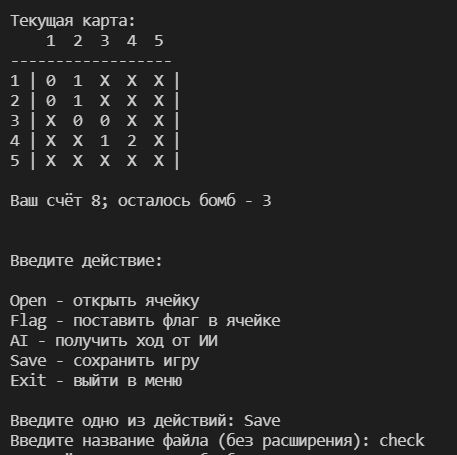 Текущая карта:
1 2 3 4 5
------------------
1 | 0 1 X X X |
2 | 0 1 X X X |
3 | X 0 0 X X |
4 | X X 1 2 X |
5 | X X X X X |
Ваш счёт 8; осталось бомб - 3
Введите действие:
Open - открыть ячейку
Flag - поставить флаг в ячейке
AI - получить ход от ИИ
Save - сохранить игру
Exit - выйти в меню
Введите одно из действий: Save
Введите название файла (без расширения): check